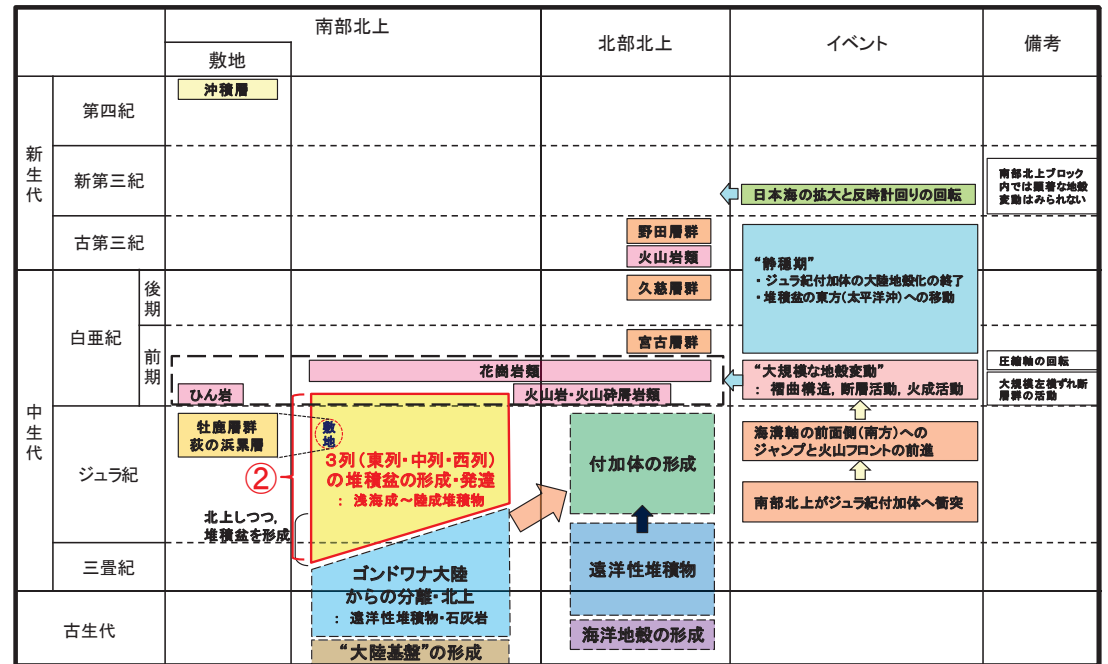 南部北上
敷地
北部北上
イベント
備考
新生代
第四紀
沖積層
新第三紀
日本海の拡大と反時計回りの回転
南部北上ブロック
内では顕著な地殻
変動はみられない
古第三紀
野田層群
火山岩類
“静穏期”
・ジュラ紀付加体の大陸地殻化の終了
・堆積盆の東方(太平洋沖)への移動
中生代
白亜紀
後期
久慈層群
前期
宮古層群
花崗岩類
ひん岩
火山岩・火山砕屑岩類
“大規模な地殻変動”
:褶曲構造，断層活動，火成活動
圧縮軸の回転
大規模左横ずれ断
層群の活動
ジュラ紀
牡鹿層群
荻の浜累層
敷地
②
3列(東列・中列・西列)
の堆積盆の形成・発達
:浅海成～陸成堆積物
北上しつつ，
堆積盆を形成
付加体の形成
海溝軸の前面側(南方)への
ジャンプと火山フロントの前進
南部北上がジュラ紀付加体へ衝突
三畳紀
ゴンドワナ大陸
からの分離・北上
:遠洋性堆積物・石灰岩
遠洋性堆積物
古生代
“大陸基盤”の形成
海洋地殻の形成